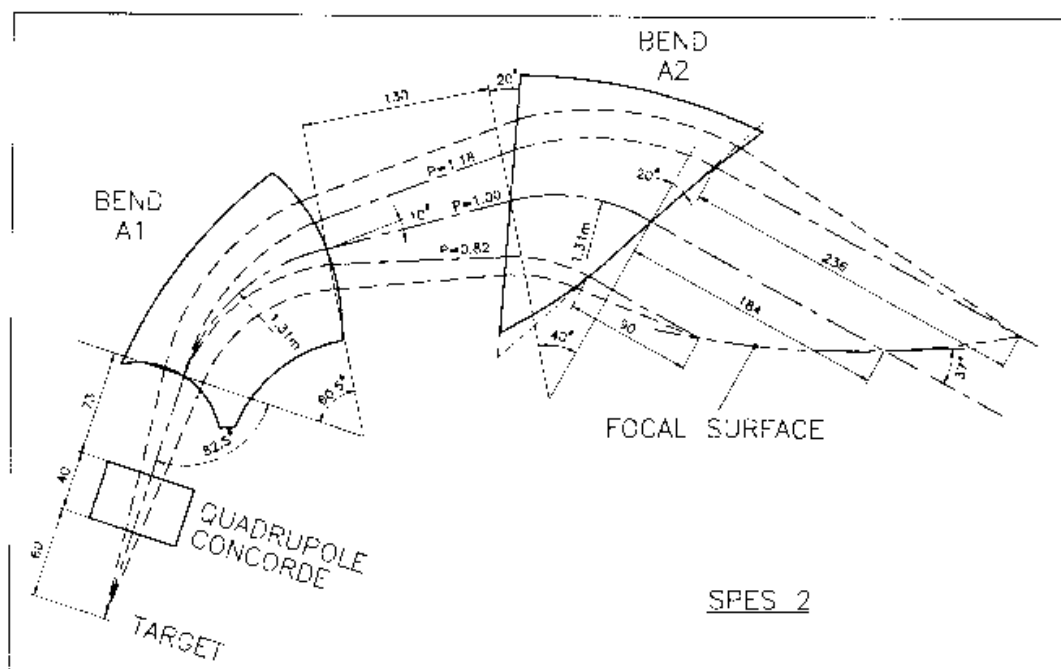 BEND
A2
20°
130
P=1.18
20°
BEND
A1
10°
P=1.00
P=0.82
1.31m
236
1.31m
184
90
40°
37°
60.5°
73
FOCAL SURFACE
82.5°
40
QUADRUPOLE
CONCORDE
60
SPES 2
TARGET